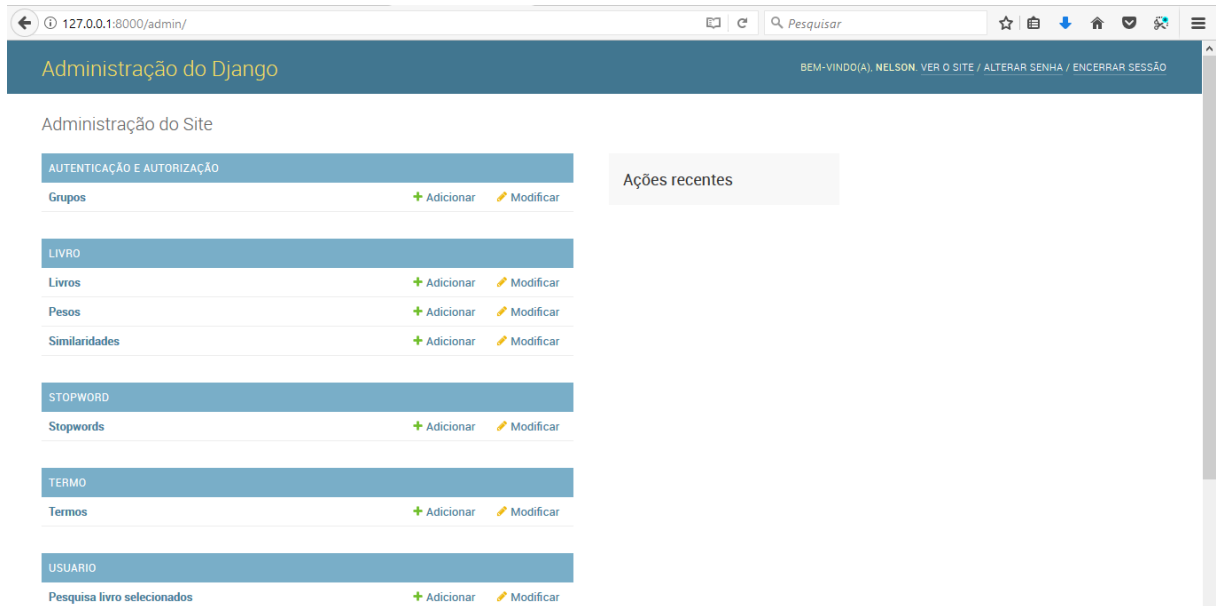 127.0.0.1:8000/admin/
Pesquisar
Administração do Django
BEM-VINDO(A), NELSON. VER O SITE / ALTERAR SENHA / ENCERRAR SESSÃO
Administração do Site
AUTENTICAÇÃO E AUTORIZAÇÃO
Grupos Adicionar Modificar
LIVRO
Livros Adicionar Modificar
Pesos Adicionar Modificar
Similaridades Adicionar Modificar
STOPWORD
Stopwords Adicionar Modificar
TERMO
Termos Adicionar Modificar
USUARIO
Pesquisa livro selecionados Adicionar Modificar
Ações recentes